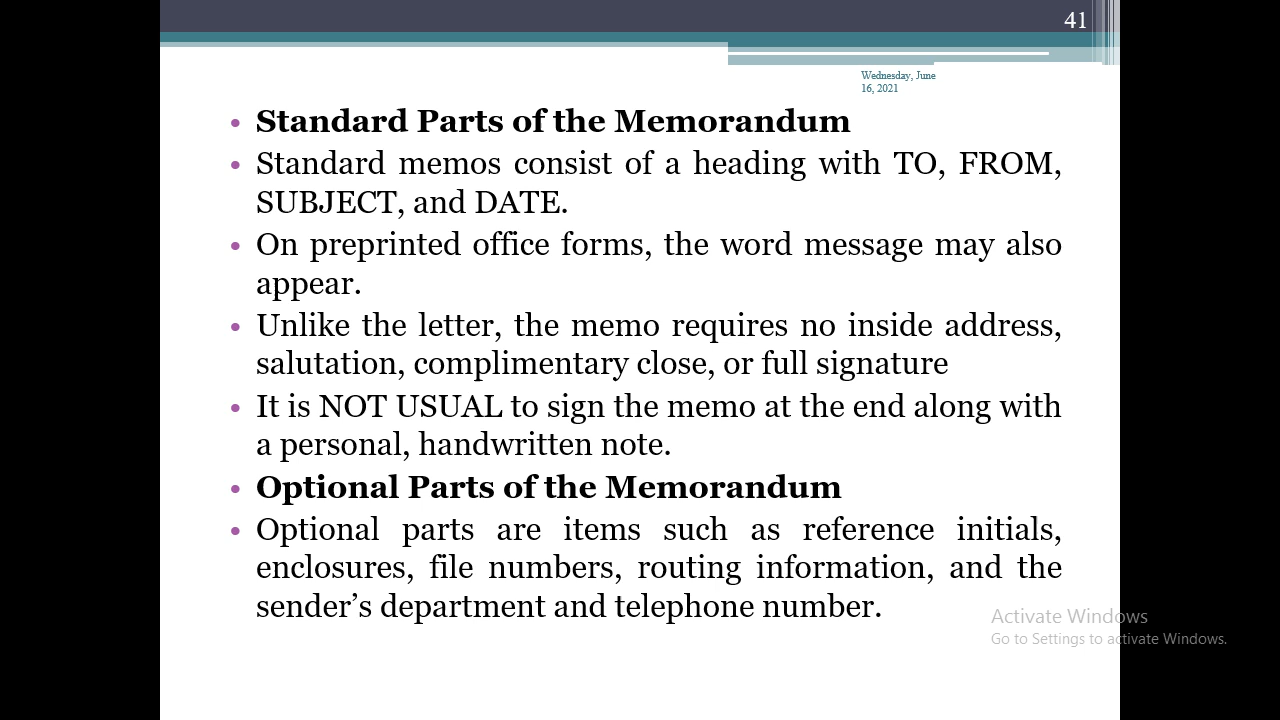 41
Wednesday, June
16, 2021
• Standard Parts of the Memorandum
• Standard memos consist of a heading with TO, FROM,
SUBJECT, and DATE.
• On preprinted office forms, the word message may also
appear.
• Unlike the letter, the memo requires no inside address,
salutation, complimentary close, or full signature
• It is NOT USUAL to sign the memo at the end along with
a personal, handwritten note.
• Optional Parts of the Memorandum
• Optional parts are items such as reference initials,
enclosures, file numbers, routing information, and the
sender’s department and telephone number.
Activate Windows
Go to Settings to activate Windows.